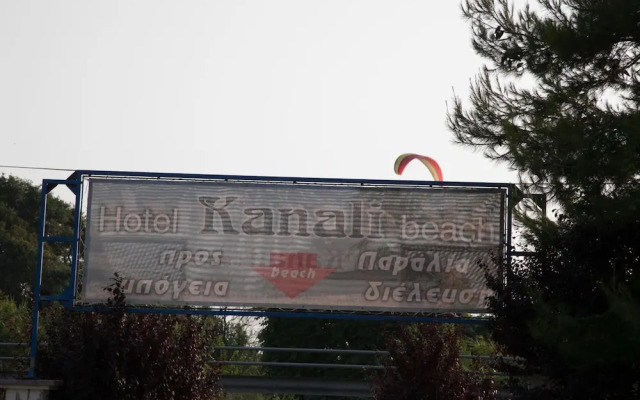 Hotel Kanali beach
προς Παραλία
beach
υπόγεια διέλευση